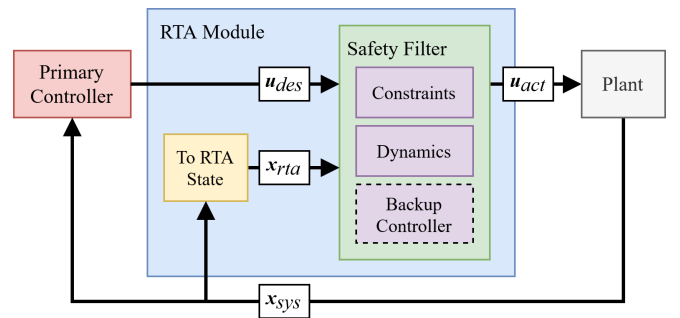 RTA Module
Safety Filter
Primary
Controller
u_des
Constraints
u_act
Plant
Dynamics
To RTA
State
x_rta
Backup
Controller
x_sys